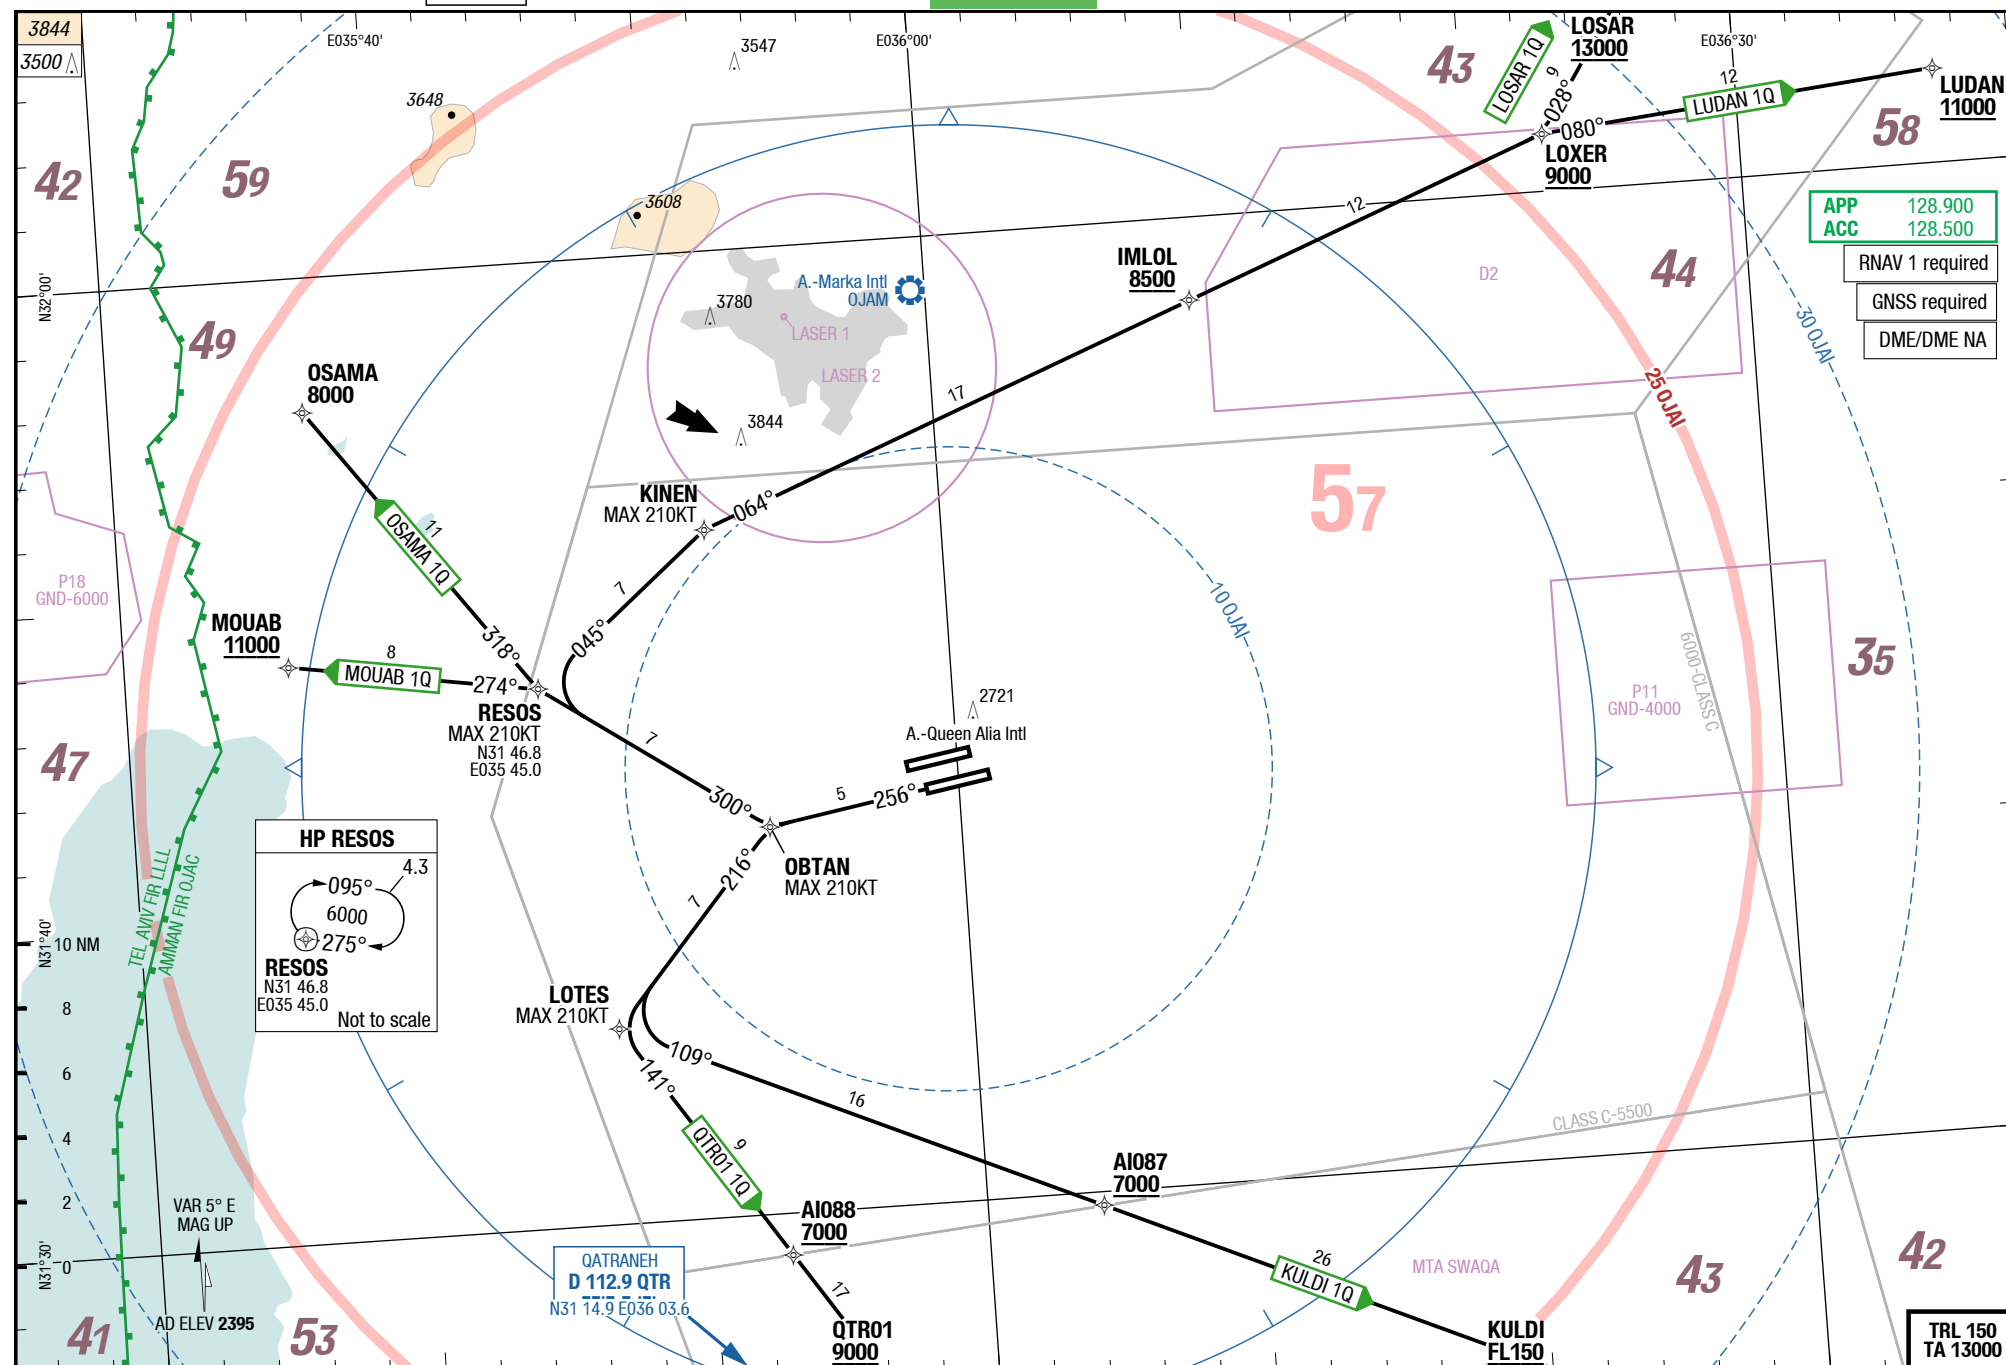 3844
3500
E035°40'
3547
E036°00'
LOSAR
13000
E036°30'
43
LOSAR 1Q
9
028°
12
LUDAN 1Q
LUDAN
11000
3648
080°
58
LOXER
9000
42
59
3608
12
APP 128.900
ACC 128.500
RNAV 1 required
GNSS required
DME/DME NA
IMLOL
8500
D2
44
A.-Marka Intl
OJAM
N32°00'
3780
LASER 1
49
LASER 2
30 OJAI
OSAMA
8000
17
25 OJAI
3844
KINEN
MAX 210KT
064°
57
11
OSAMA 1Q
P18
GND-6000
7
10 OJAI
MOUAB
11000
045°
318°
8
MOUAB 1Q
274°
6000-CLASS C
35
RESOS
MAX 210KT
N31 46.8
E035 45.0
2721
P11
GND-4000
A.-Queen Alia Intl
7
47
300°
5
256°
HP RESOS
4.3
095°
6000
275°
RESOS
N31 46.8
E035 45.0
Not to scale
OBTAN
MAX 210KT
216°
7
TEL AVIV FIR LLLL
AMMAN FIR OJAC
N31°40'
10 NM
8
6
4
2
0
LOTES
MAX 210KT
109°
141°
16
CLASS C-5500
9
QTR01 1Q
AI087
7000
VAR 5° E
MAG UP
AI088
7000
N31°30'
QATRANEH
D 112.9 QTR
N31 14.9 E036 03.6
26
KULDI 1Q
MTA SWAQA
43
42
17
AD ELEV 2395
41
53
QTR01
9000
KULDI
FL150
TRL 150
TA 13000